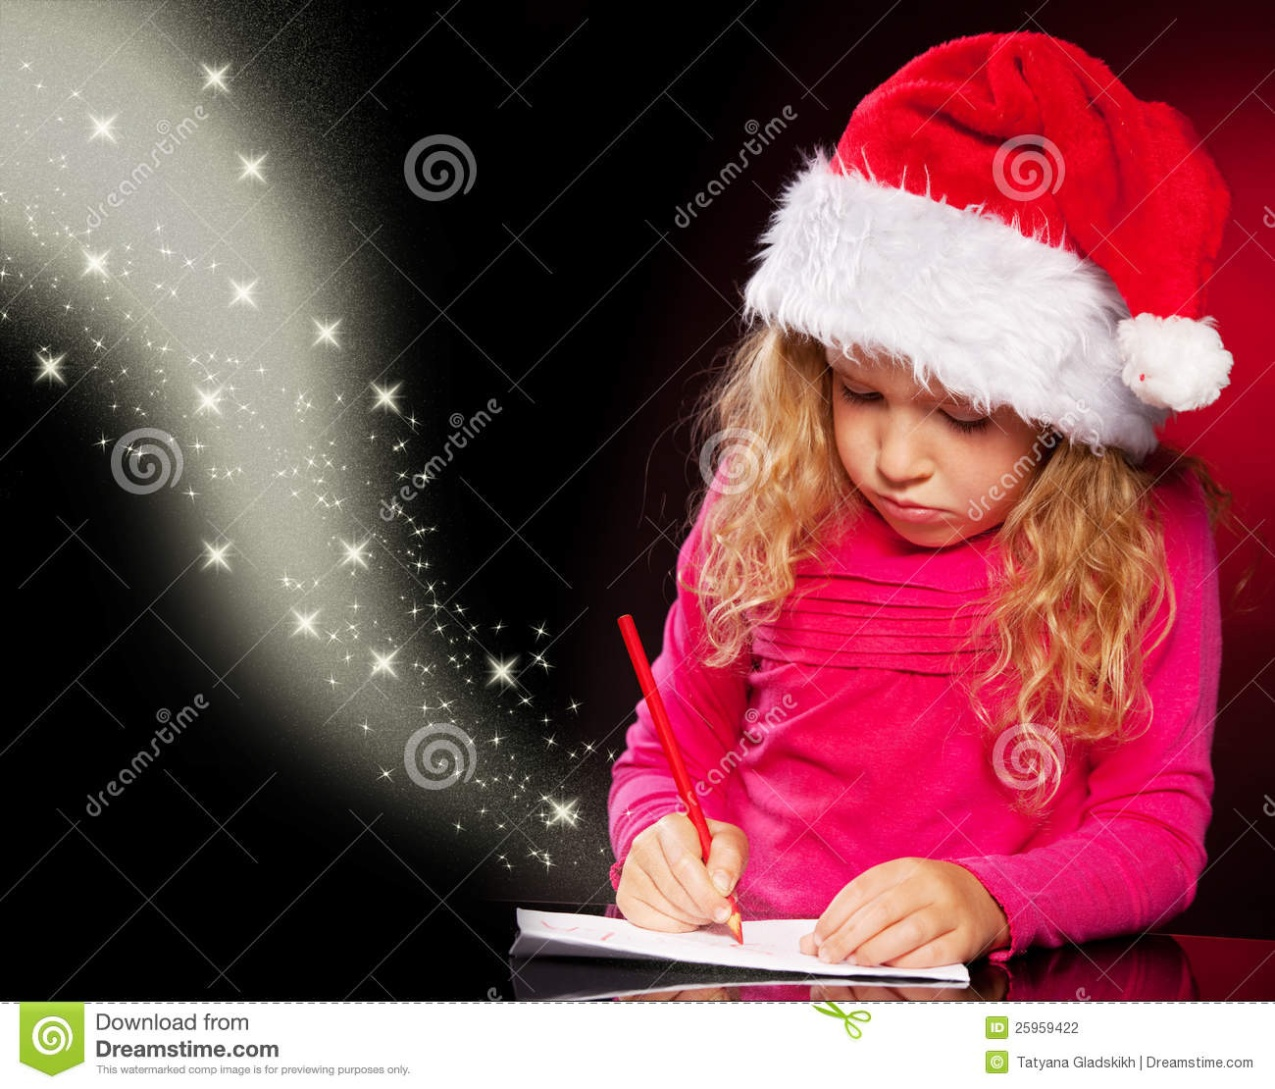 dreamstime.
dreamstime.
dreamstime.
dreamstime.
dreamstime.
dreamstime.
Download from
Dreamstime.com
This watermarked comp image is for previewing purposes only.
ID 25959422
© Tatyana Gladskikh | Dreamstime.com